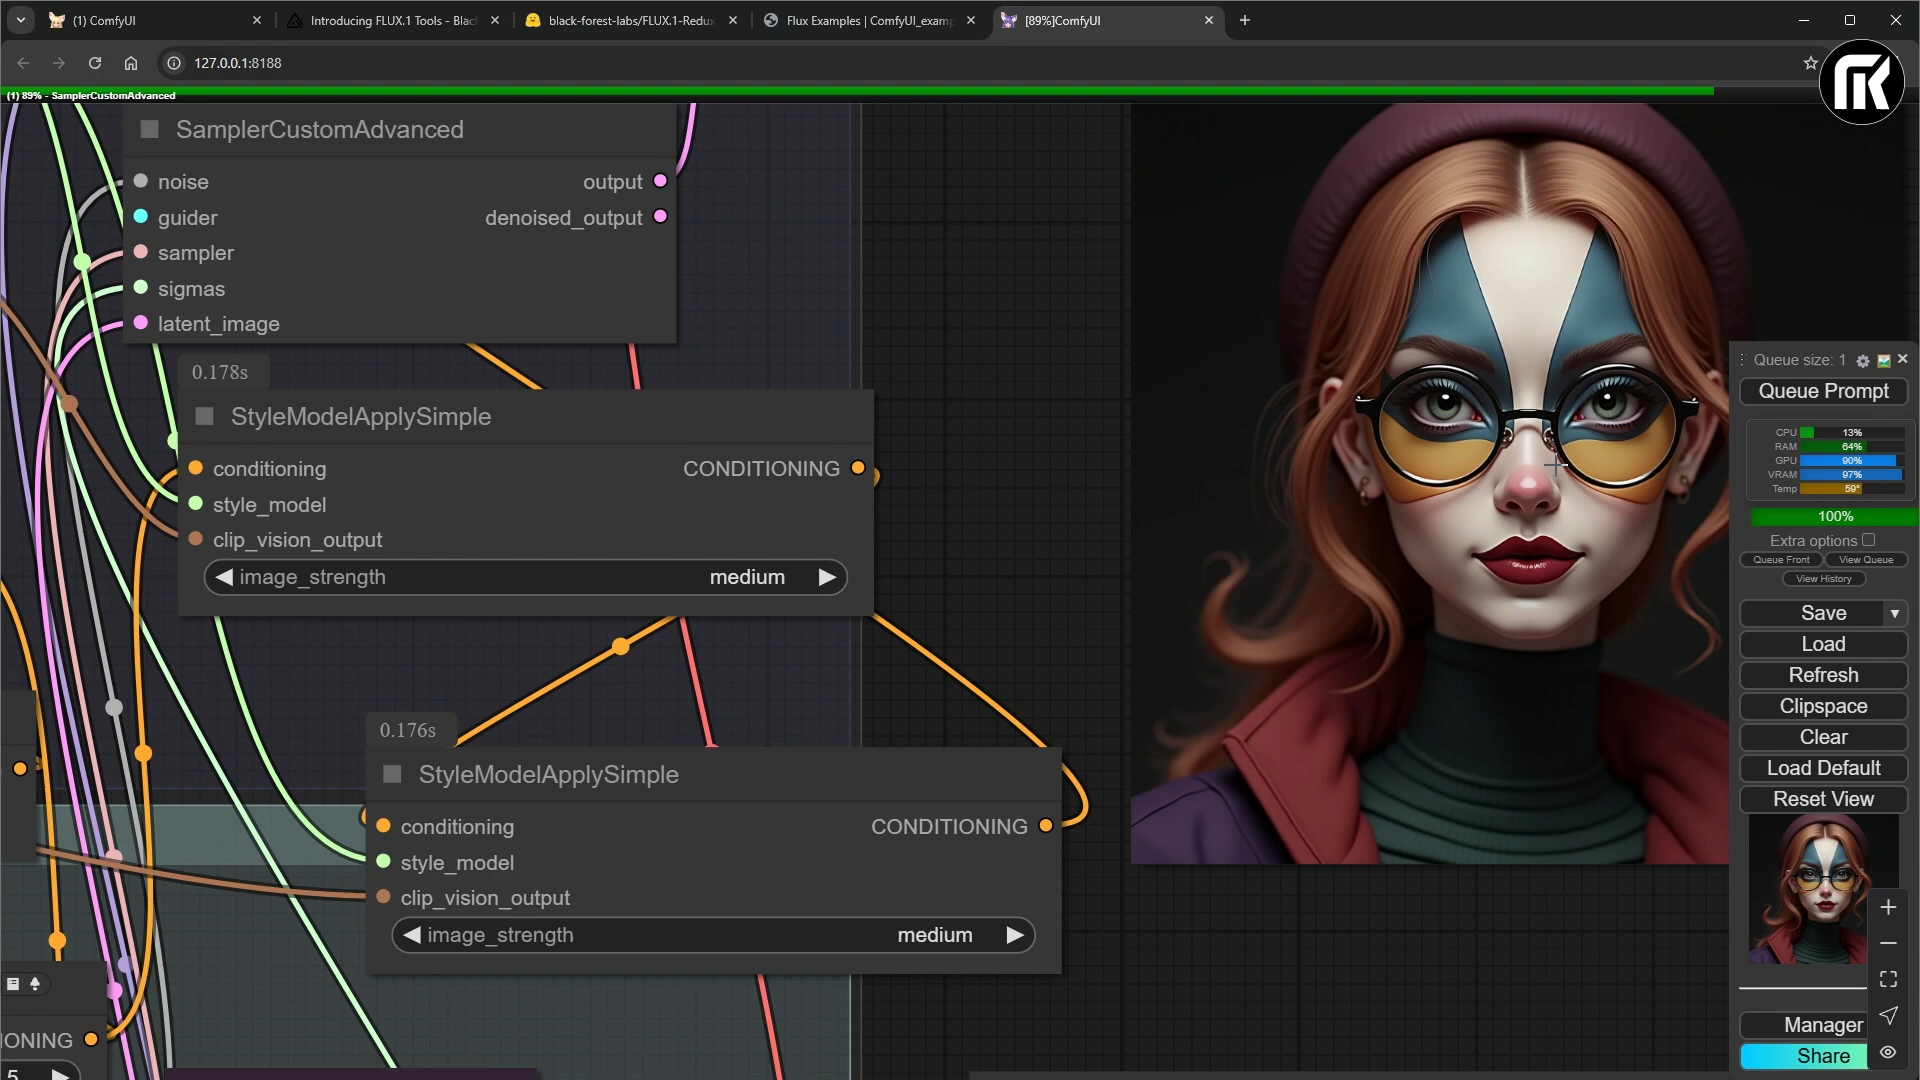 (1) ComfyUI
Introducing FLUX.1 Tools - Blac
black-forest-labs/FLUX.1-Redux
Flux Examples | ComfyUI_examp
[89%]ComfyUI
127.0.0.1:8188
(1) 89% - SamplerCustomAdvanced
SamplerCustomAdvanced
noise
output
guider
denoised_output
sampler
sigmas
latent_image
0.178s
StyleModelApplySimple
conditioning
CONDITIONING
style_model
clip_vision_output
image_strength
medium
0.176s
StyleModelApplySimple
conditioning
CONDITIONING
style_model
clip_vision_output
image_strength
medium
IONING
5
Queue size: 1
Queue Prompt
CPU 13%
RAM 64%
GPU 90%
VRAM 97%
Temp 59°
100%
Extra options
Queue Front
View Queue
View History
Save
Load
Refresh
Clipspace
Clear
Load Default
Reset View
Manager
Share